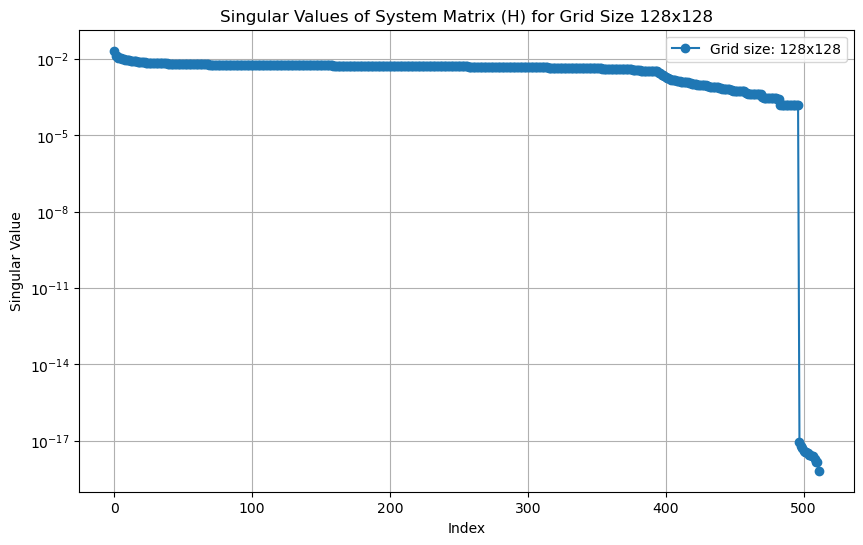 Singular Values of System Matrix (H) for Grid Size 128x128
Grid size: 128x128
10⁻²
10⁻⁵
10⁻⁸
10⁻¹¹
10⁻¹⁴
10⁻¹⁷
Singular Value
0 100 200 300 400 500
Index